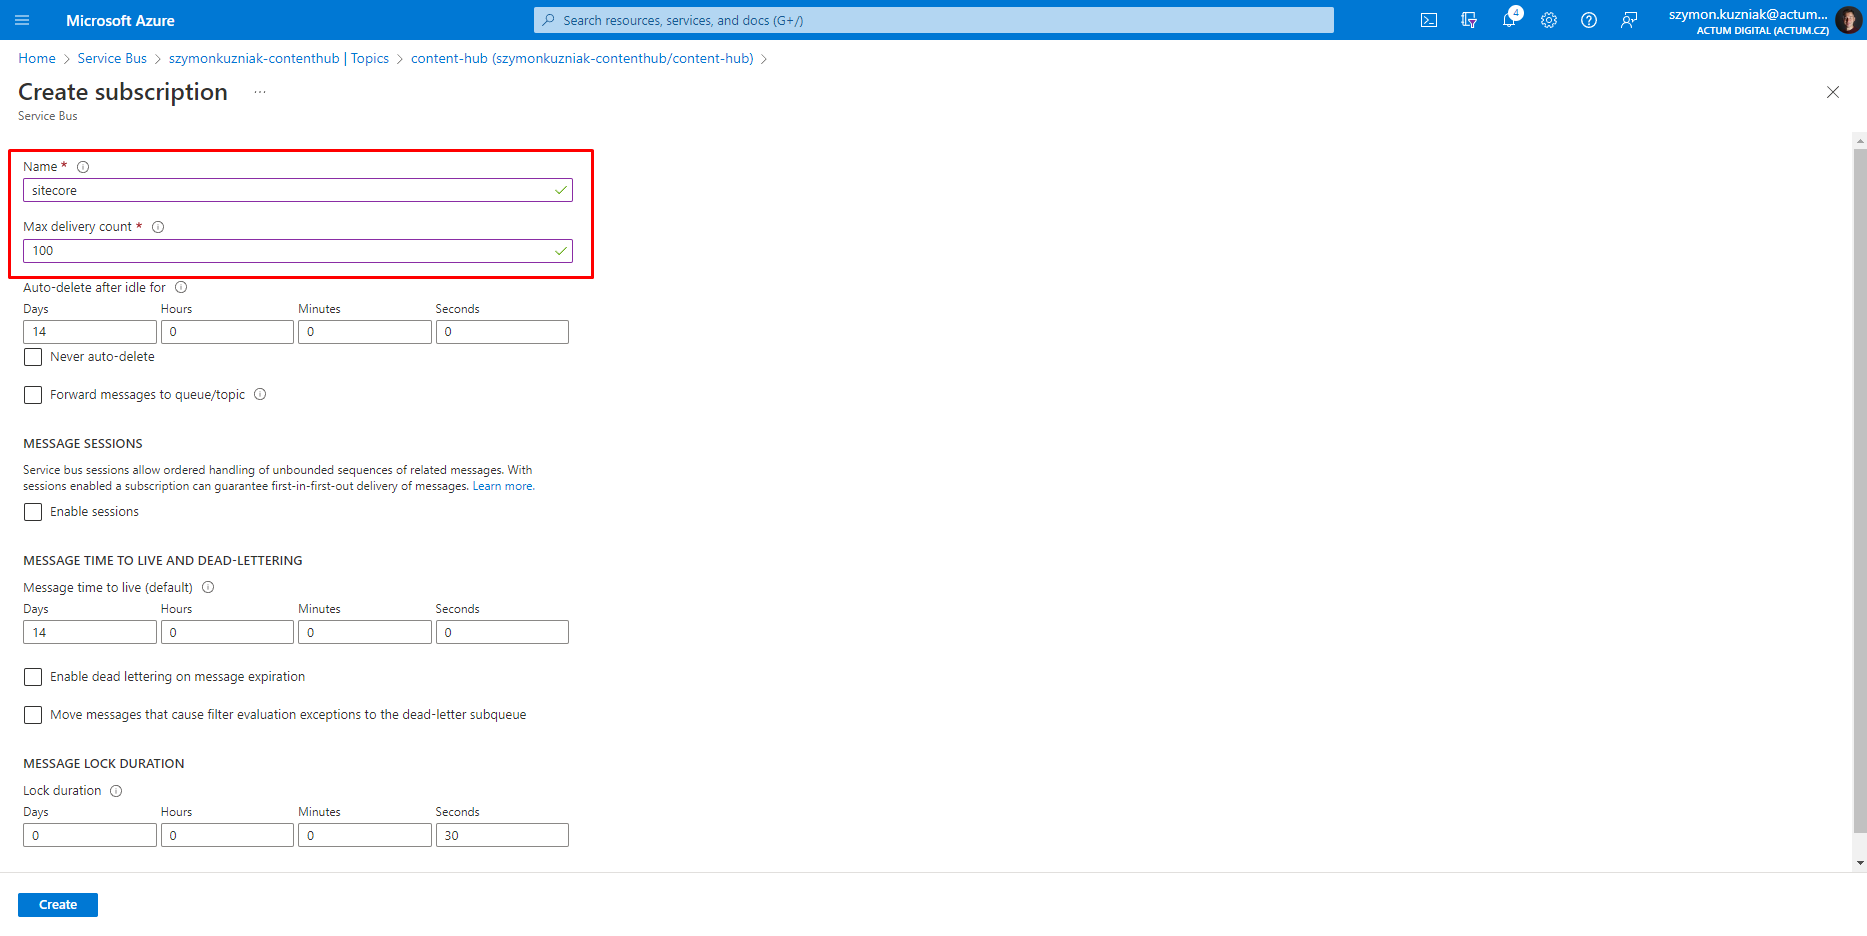 Microsoft Azure
Search resources, services, and docs (G+/)
4
szymon.kuzniak@actum...
ACTUM DIGITAL (ACTUM.CZ)
Home > Service Bus > szymonkuzniak-contenthub | Topics > content-hub (szymonkuzniak-contenthub/content-hub) >
Create subscription ...
Service Bus
Name *
sitecore
Max delivery count *
100
Auto-delete after idle for
Days Hours Minutes Seconds
14 0 0 0
Never auto-delete
Forward messages to queue/topic
MESSAGE SESSIONS
Service bus sessions allow ordered handling of unbounded sequences of related messages. With
sessions enabled a subscription can guarantee first-in-first-out delivery of messages. Learn more.
Enable sessions
MESSAGE TIME TO LIVE AND DEAD-LETTERING
Message time to live (default)
Days Hours Minutes Seconds
14 0 0 0
Enable dead lettering on message expiration
Move messages that cause filter evaluation exceptions to the dead-letter subqueue
MESSAGE LOCK DURATION
Lock duration
Days Hours Minutes Seconds
0 0 0 30
Create